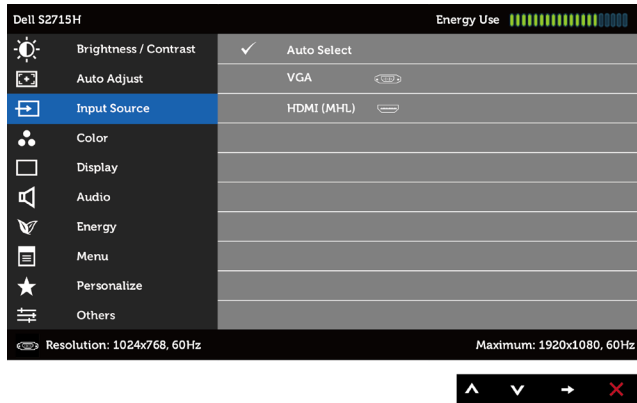 Dell S2715H Energy Use
Brightness / Contrast Auto Select
Auto Adjust VGA
Input Source HDMI (MHL)
Color
Display
Audio
Energy
Menu
Personalize
Others
Resolution: 1024x768, 60Hz Maximum: 1920x1080, 60Hz